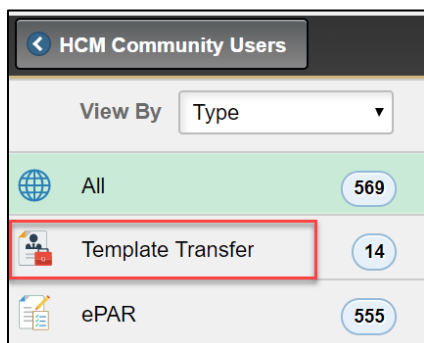 HCM Community Users
View By Type
All 569
Template Transfer 14
ePAR 555